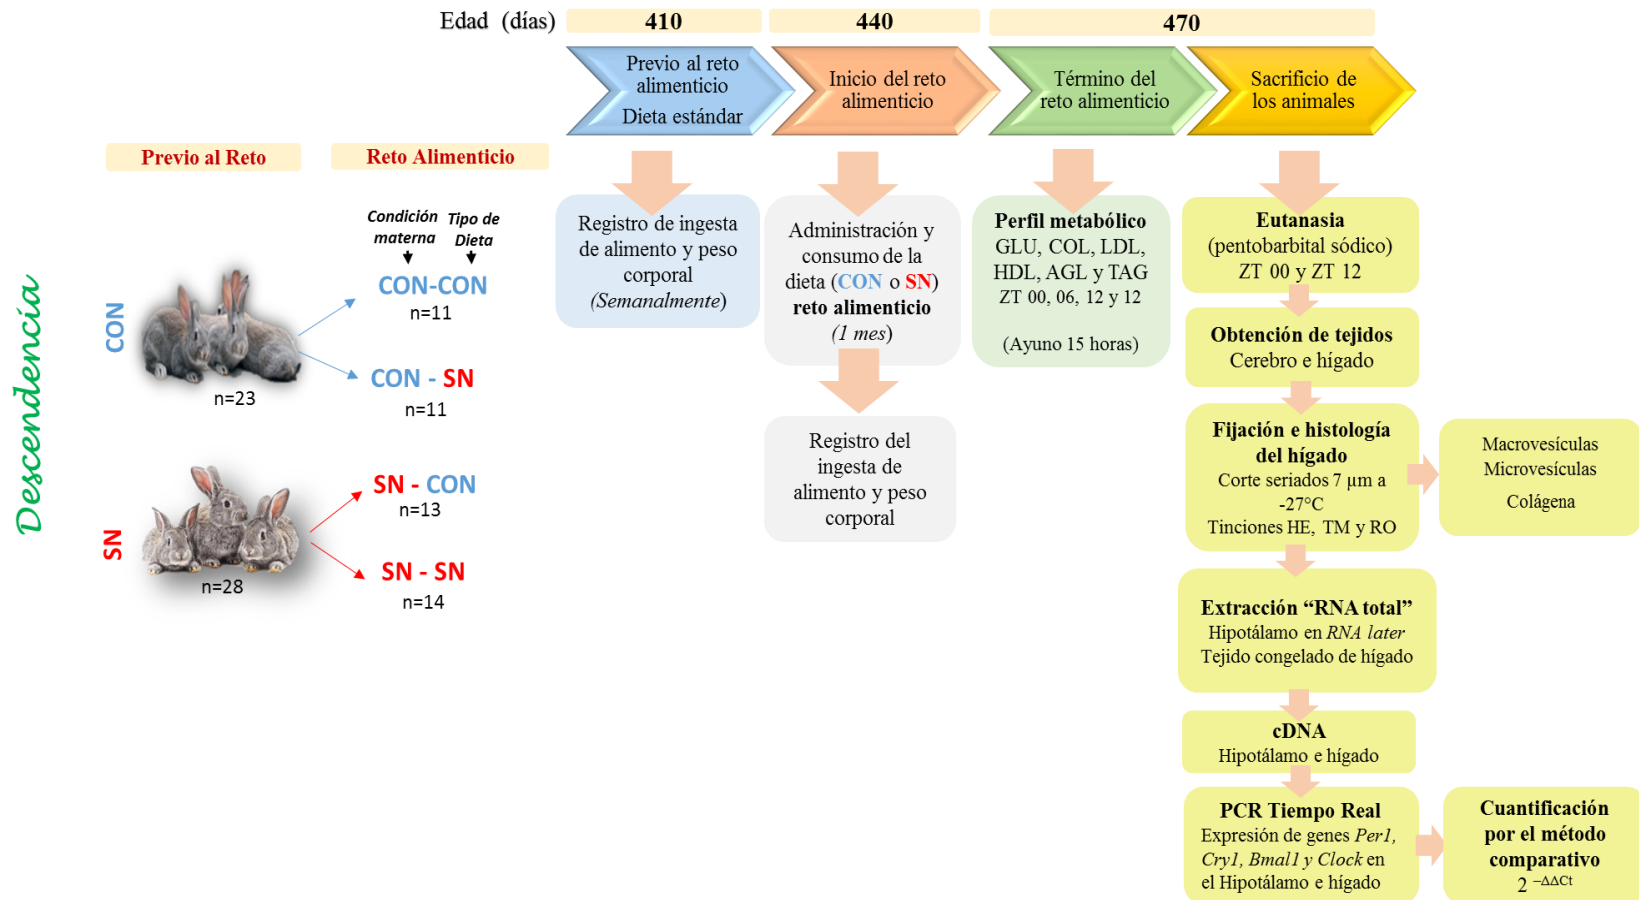 Edad (días)
410
440
470
Previo al reto
alimenticio
Dieta estándar
Inicio del reto
alimenticio
Término del
reto alimenticio
Sacrificio de
los animales
Previo al Reto
Reto Alimenticio
Descendencía
Condición
materna
Tipo de
Dieta
CON
n=23
CON-CON
n=11
CON - SN
n=11
SN
n=28
SN - CON
n=13
SN - SN
n=14
Registro de ingesta
de alimento y peso
corporal
(Semanalmente)
Administración y
consumo de la
dieta (CON o SN)
reto alimenticio
(1 mes)
Registro del
ingesta de
alimento y peso
corporal
Perfil metabólico
GLU, COL, LDL,
HDL, AGL y TAG
ZT 00, 06, 12 y 12
(Ayuno 15 horas)
Eutanasia
(pentobarbital sódico)
ZT 00 y ZT 12
Obtención de tejidos
Cerebro e hígado
Fijación e histología
del hígado
Corte seriados 7 µm a
-27°C
Tinciones HE, TM y RO
Macrovesículas
Microvesículas
Colágena
Extracción “RNA total”
Hipotálamo en RNA later
Tejido congelado de hígado
cDNA
Hipotálamo e hígado
PCR Tiempo Real
Expresión de genes Per1,
Cry1, Bmal1 y Clock en
el Hipotálamo e hígado
Cuantificación
por el método
comparativo
2 −ΔΔCt